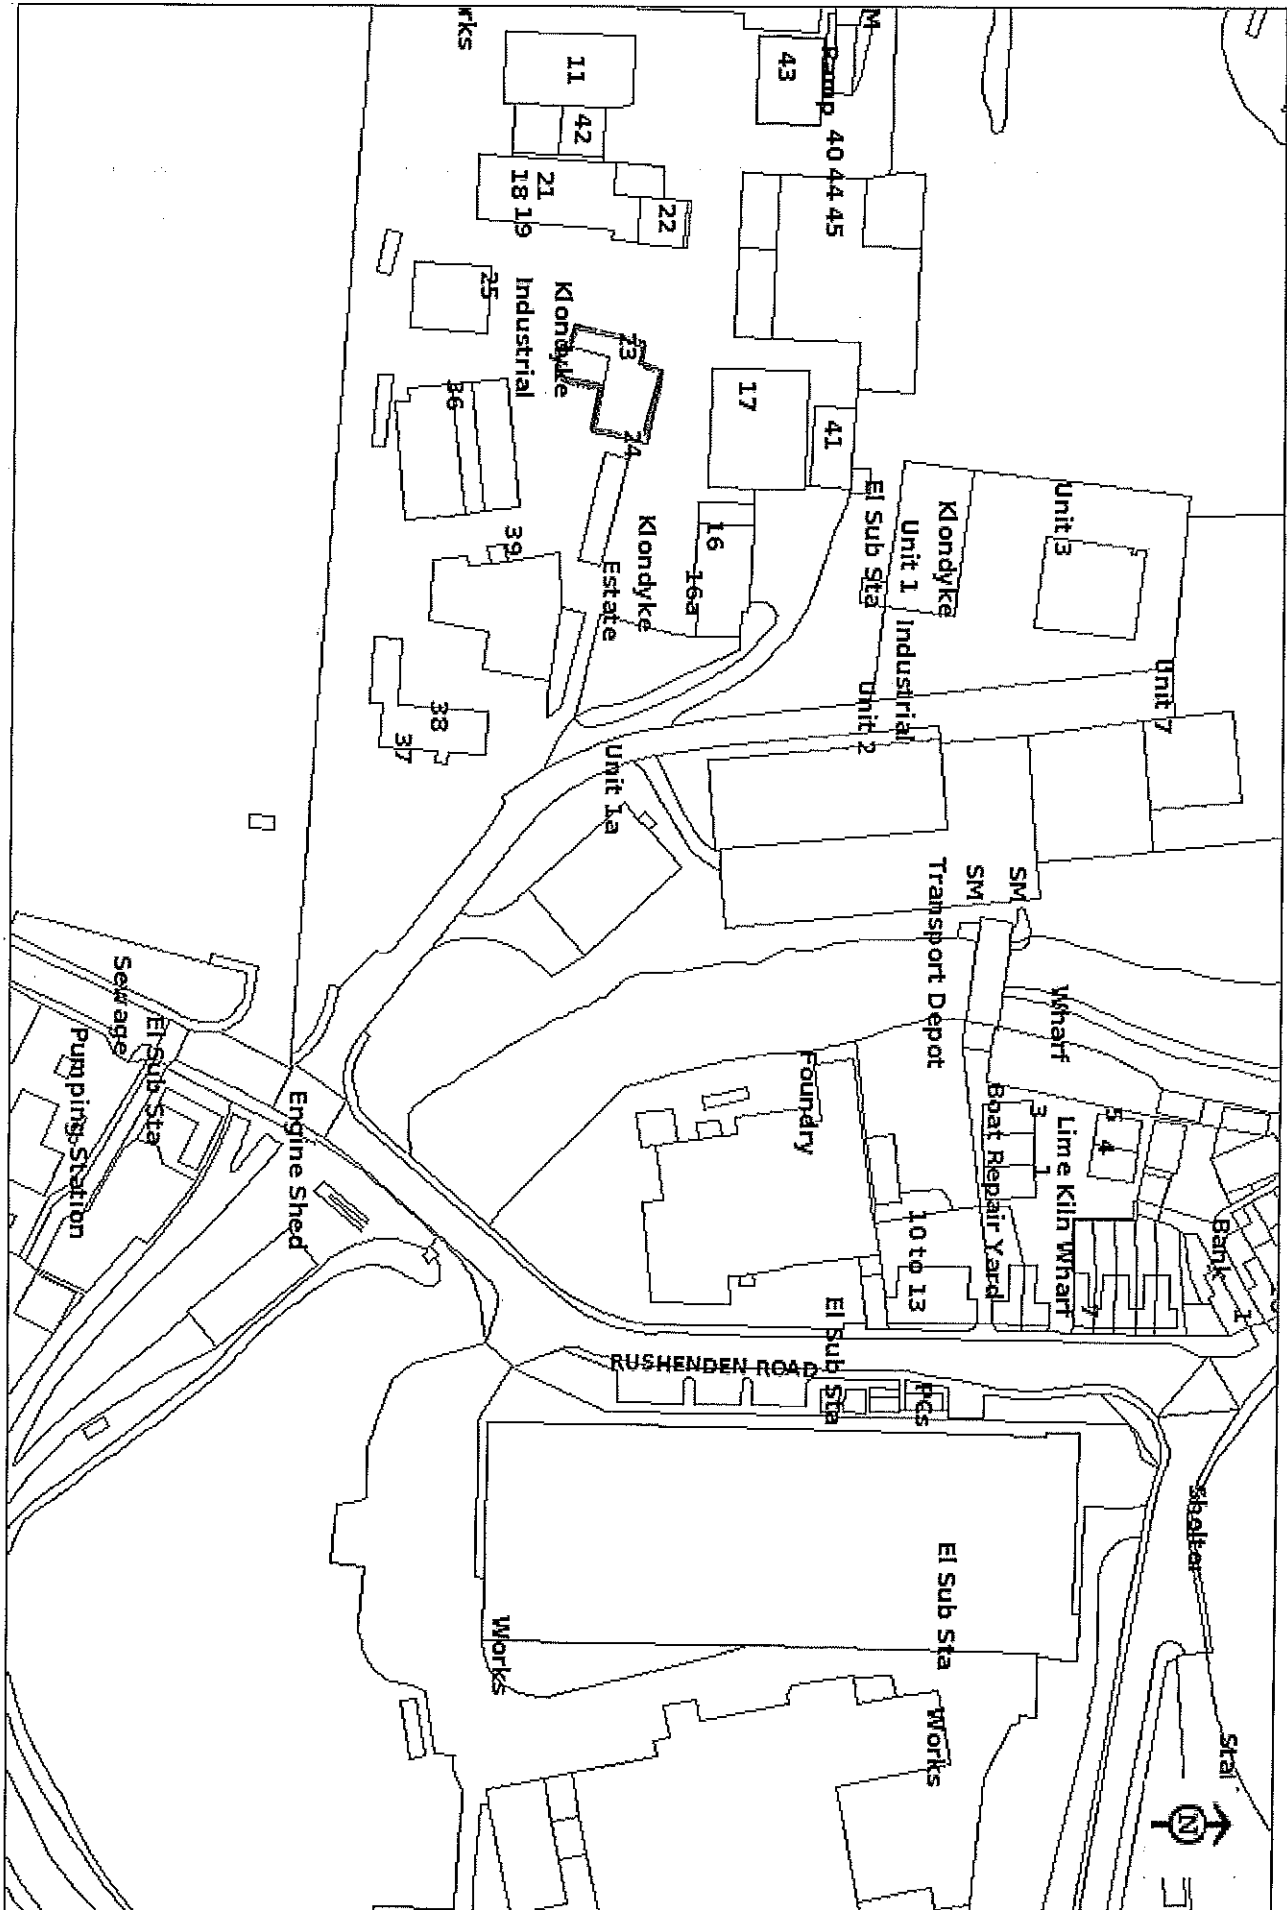 rks
11
42
21
18 19
22
43
M
Ramp
40 44 45
25
Klondyke
Industrial
23
24
36
17
41
El Sub Sta
Klondyke
Unit 1
Industrial
Unit 3
Unit 2
Unit 7
16
16a
Klondyke
Estate
39
38
37
Unit 1a
SM
SM
Transport Depot
Wharf
Sewage
Pumping Station
El Sub Sta
Engine Shed
Foundry
Boat Repair Yard
3
1
Lime Kiln Wharf
5
4
10 to 13
7
Bank
1
El Sub Sta
RUSHENDEN ROAD
PCs
Shelter
El Sub Sta
Works
Works
Sta
N